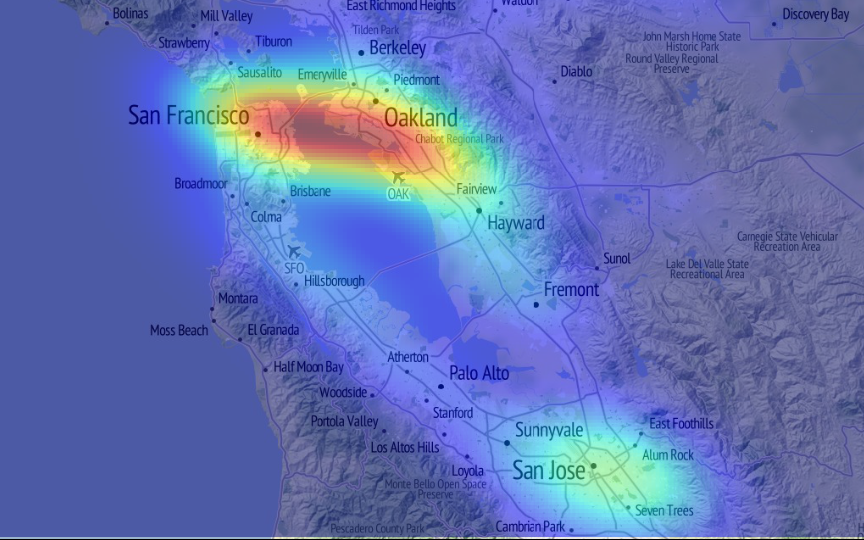 East Richmond Heights
Bolinas
Mill Valley
Discovery Bay
Tilden Park
Strawberry
Tiburon
Berkeley
John Marsh Home State
Historic Park
Round Valley Regional
Preserve
Sausalito
Emeryville
Piedmont
Diablo
San Francisco
Oakland
Chabot Regional Park
Broadmoor
Brisbane
OAK
Fairview
Colma
Hayward
Carnegie State Vehicular
Recreation Area
SFO
Hillsborough
Sunol
Lake Del Valle State
Recreational Area
Fremont
Montara
Moss Beach
El Granada
Half Moon Bay
Atherton
Palo Alto
Woodside
Stanford
Portola Valley
Los Altos Hills
Sunnyvale
East Foothills
Alum Rock
Loyola
San Jose
Monte Bello Open Space
Preserve
Seven Trees
Pescadero County Park
Cambrian Park